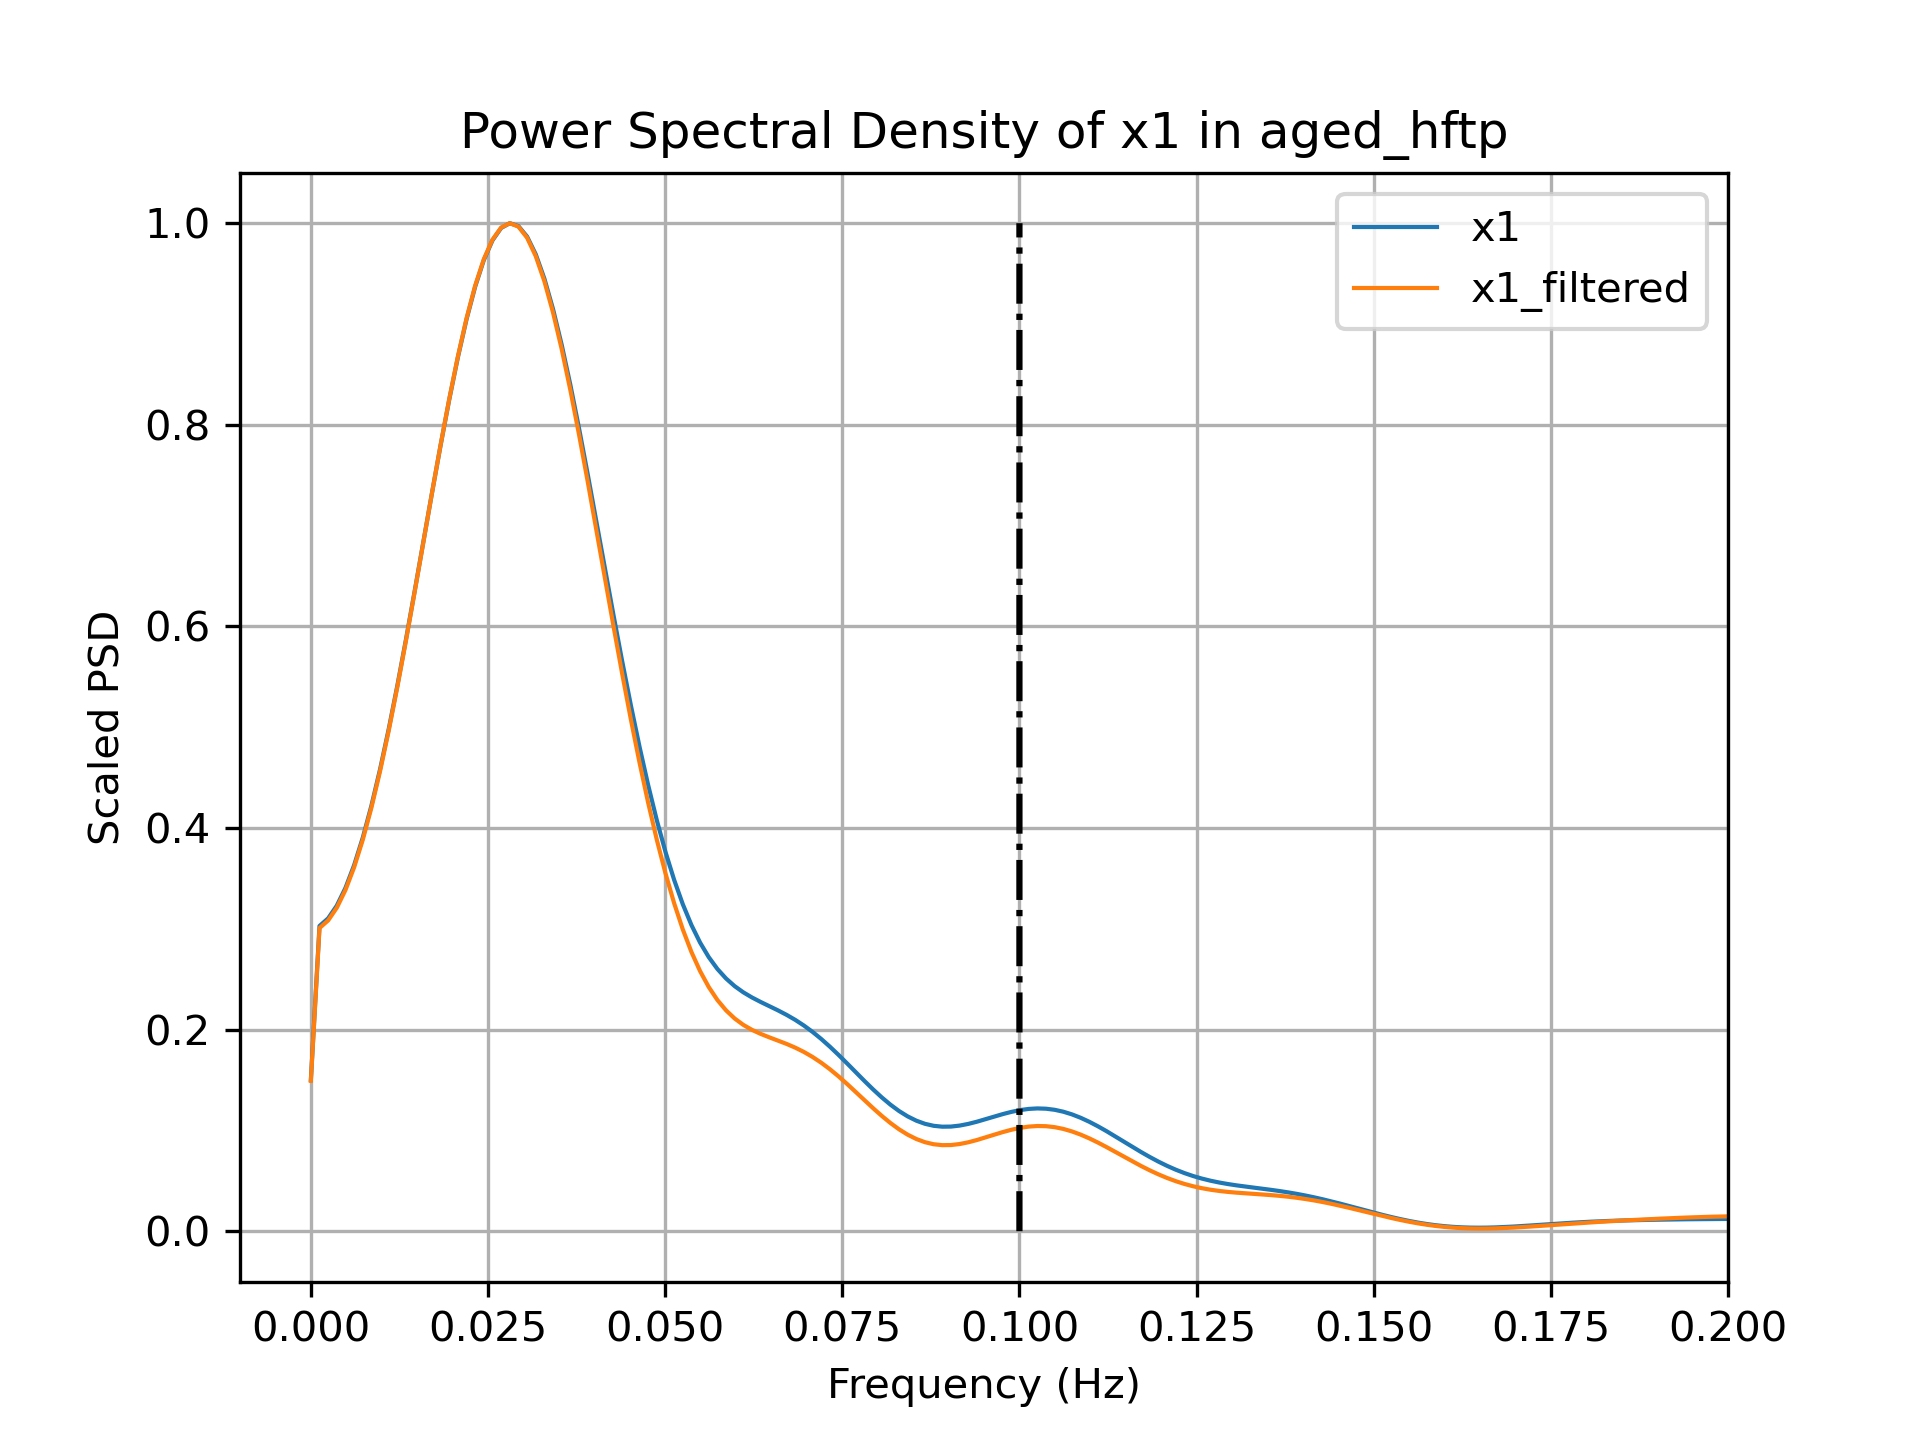 Power Spectral Density of x1 in aged_hftp
x1
x1_filtered
1.0
0.8
0.6
0.4
0.2
0.0
Scaled PSD
0.000 0.025 0.050 0.075 0.100 0.125 0.150 0.175 0.200
Frequency (Hz)